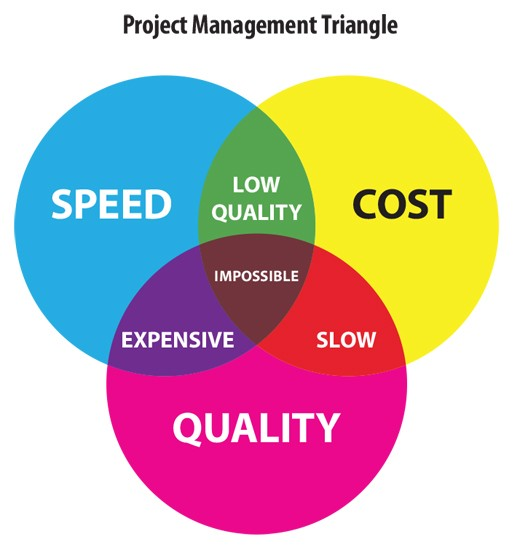 Project Management Triangle
SPEED
LOW
QUALITY
COST
IMPOSSIBLE
EXPENSIVE
SLOW
QUALITY